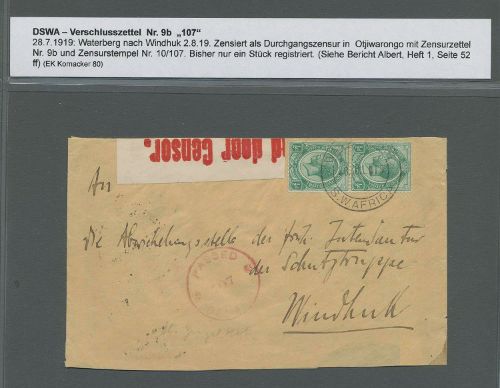 DSWA – Verschlusszettel Nr. 9b „107“
28.7.1919: Waterberg nach Windhuk 2.8.19. Zensiert als Durchgangszensur in Otjiwarongo mit Zensurzettel
Nr. 9b und Zensurstempel Nr. 10/107. Bisher nur ein Stück registriert. (Siehe Bericht Albert, Heft 1, Seite 52
ff) (EK Komacker 80)
d door Censor.
S.W.AFRICA
An
Die Abwickelungsstelle der Intendantur
der Schutztruppe
PASSED
107
Windhuk